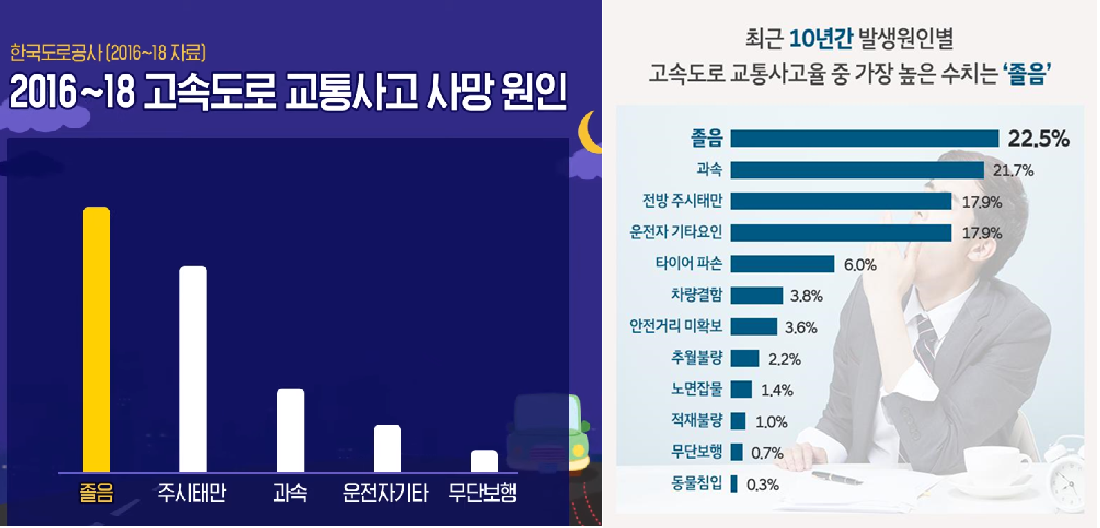 한국도로공사 (2016~18 자료)
2016~18 고속도로 교통사고 사망 원인
졸음 주시태만 과속 운전자기타 무단보행
최근 10년간 발생원인별
고속도로 교통사고율 중 가장 높은 수치는 ‘졸음’
졸음 22.5%
과속 21.7%
전방 주시태만 17.9%
운전자 기타요인 17.9%
타이어 파손 6.0%
차량결함 3.8%
안전거리 미확보 3.6%
추월불량 2.2%
노면잡물 1.4%
적재불량 1.0%
무단보행 0.7%
동물침입 0.3%